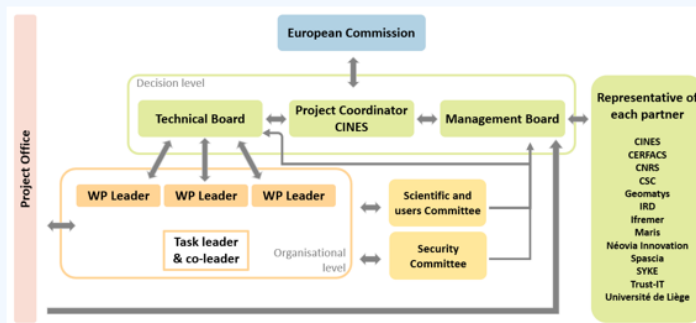 Project Office
European Commission
Decision level
Technical Board
Project Coordinator
CINES
Management Board
Representative of
each partner
CINES
CERFACS
CNRS
CSC
Geomatys
IRD
Ifremer
Maris
Néovia Innovation
Spascia
SYKE
Trust-IT
Université de Liège
WP Leader
WP Leader
WP Leader
Task leader
& co-leader
Organisational
level
Scientific and
users Committee
Security
Committee